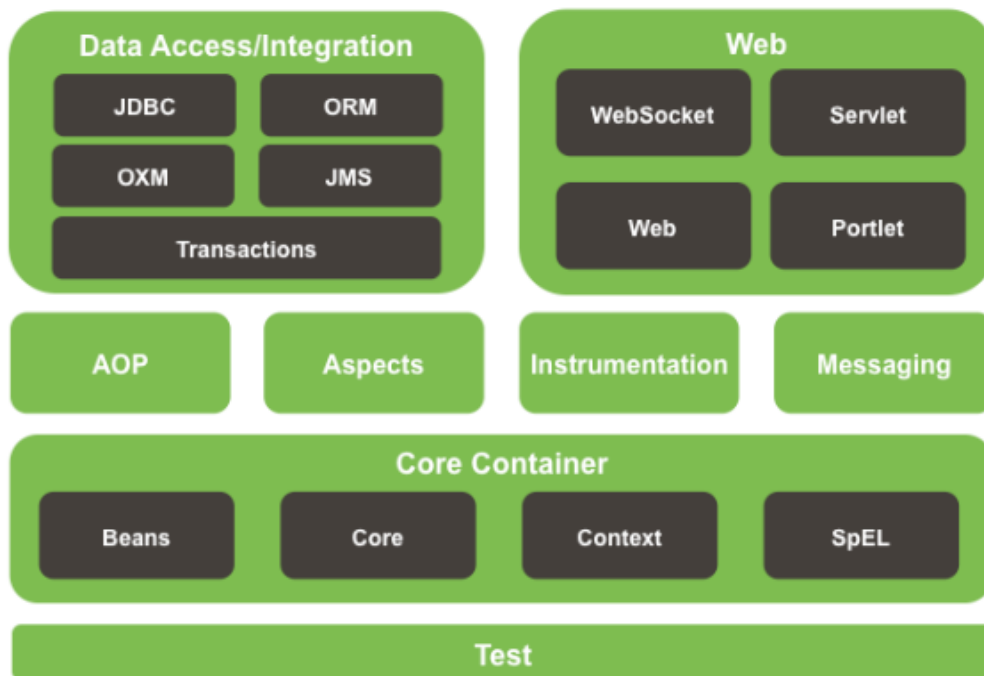 Data Access/Integration
JDBC
ORM
OXM
JMS
Transactions
Web
WebSocket
Servlet
Web
Portlet
AOP
Aspects
Instrumentation
Messaging
Core Container
Beans
Core
Context
SpEL
Test